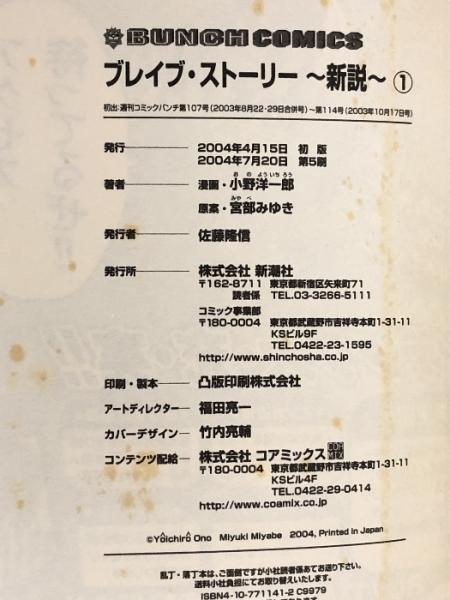 BUNCH COMICS
ブレイブ・ストーリー ～新説～ ①
初出:週刊コミックバンチ第107号(2003年8月22・29日合併号)～第114号(2003年10月17日号)
発行 2004年4月15日 初版
2004年7月20日 第5刷
おのよういちろう
著者 漫画・小野洋一郎
みやべ
原案・宮部みゆき
発行者 佐藤隆信
発行所 株式会社 新潮社
〒162-8711 東京都新宿区矢来町71
読者係 TEL.03-3266-5111
コミック事業部
〒180-0004 東京都武蔵野市吉祥寺本町1-31-11
KSビル9F
TEL.0422-23-1595
http://www.shinchosha.co.jp
印刷・製本 凸版印刷株式会社
アートディレクター 福田亮一
カバーデザイン 竹内亮輔
コンテンツ配給 株式会社 コアミックス COAMIX
〒180-0004 東京都武蔵野市吉祥寺本町1-31-11
KSビル4F
TEL.0422-29-0414
http://www.coamix.co.jp
©Yôichirô Ono Miyuki Miyabe 2004, Printed in Japan
乱丁・落丁本は、ご面倒ですが小社読者係あてお送り下さい。
送料小社負担にてお取り替えいたします。
ISBN4-10-771141-2 C9979